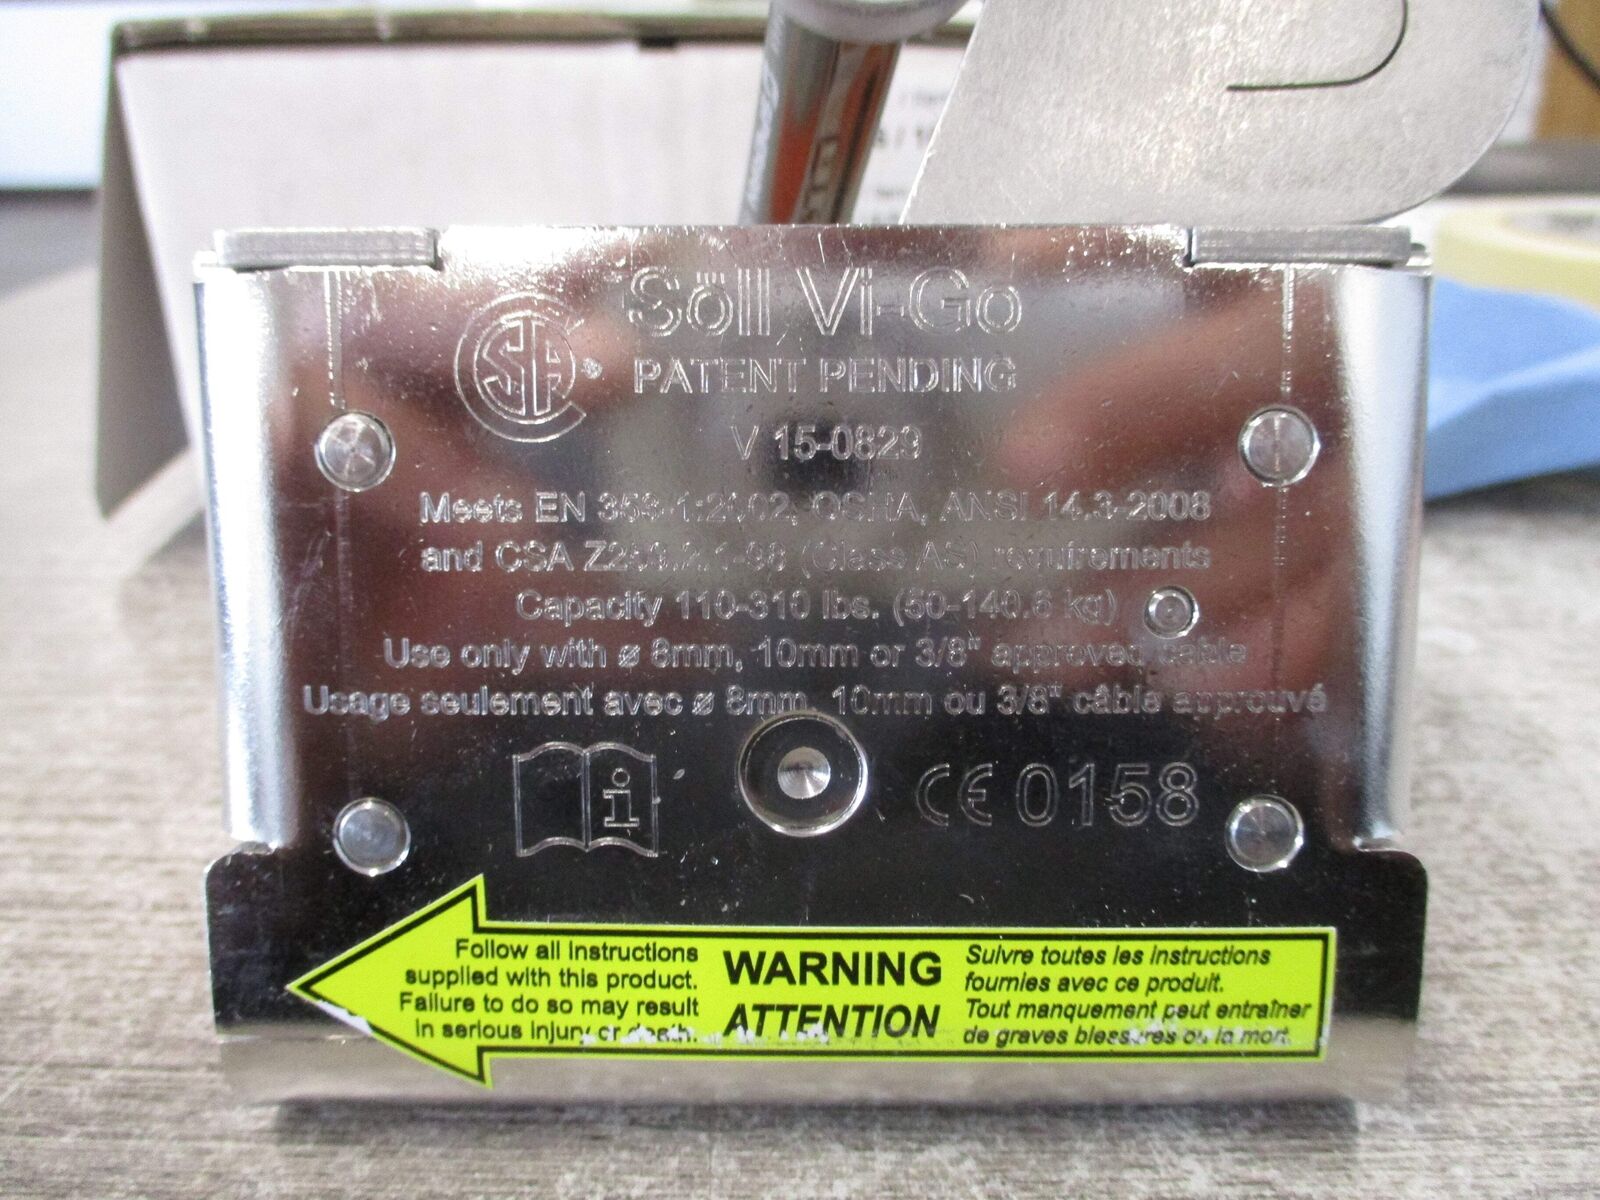 Söll Vi-Go
CSA
PATENT PENDING
V 15-0829
Meets EN 353-1:2002, OSHA, ANSI 14.3-2008
and CSA Z259.2.1-98 (Class AS) requirements
Capacity 110-310 lbs. (50-140.6 kg)
Use only with ø 8mm, 10mm or 3/8" approved cable
Usage seulement avec ø 8mm, 10mm ou 3/8" câble approuvé
i
CE 0158
Follow all instructions
supplied with this product.
Failure to do so may result
in serious injury or death.
WARNING
ATTENTION
Suivre toutes les instructions
fournies avec ce produit.
Tout manquement peut entraîner
de graves blessures ou la mort.